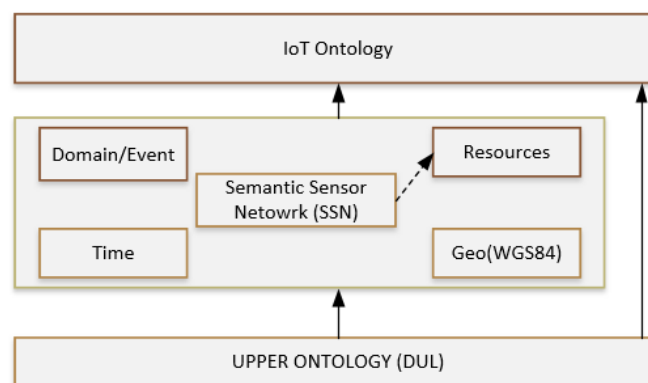 IoT Ontology
Domain/Event
Resources
Semantic Sensor
Netowrk (SSN)
Time
Geo(WGS84)
UPPER ONTOLOGY (DUL)